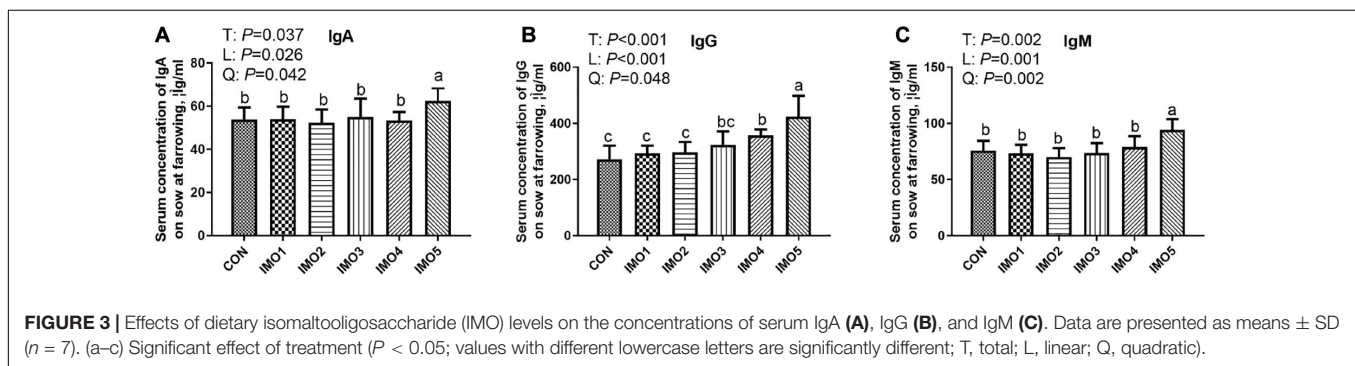 A
T: P=0.037
IgA
L: P=0.026
Q: P=0.042
Serum concentration of IgA
on sow at farrowing, ¦Ìg/ml
80
60
40
20
0
b
b
b
b
b
a
CON
IMO1
IMO2
IMO3
IMO4
IMO5
B
T: P<0.001
IgG
L: P<0.001
Q: P=0.048
Serum concentration of IgG
on sow at farrowing, ¦Ìg/ml
600
400
200
0
c
c
c
bc
b
a
CON
IMO1
IMO2
IMO3
IMO4
IMO5
C
T: P=0.002
IgM
L: P=0.001
Q: P=0.002
Serum concentration of IgM
on sow at farrowing, ¦Ìg/ml
150
100
50
0
b
b
b
b
b
a
CON
IMO1
IMO2
IMO3
IMO4
IMO5
FIGURE 3 | Effects of dietary isomaltooligosaccharide (IMO) levels on the concentrations of serum IgA (A), IgG (B), and IgM (C). Data are presented as means ± SD
(n = 7). (a–c) Significant effect of treatment (P < 0.05; values with different lowercase letters are significantly different; T, total; L, linear; Q, quadratic).